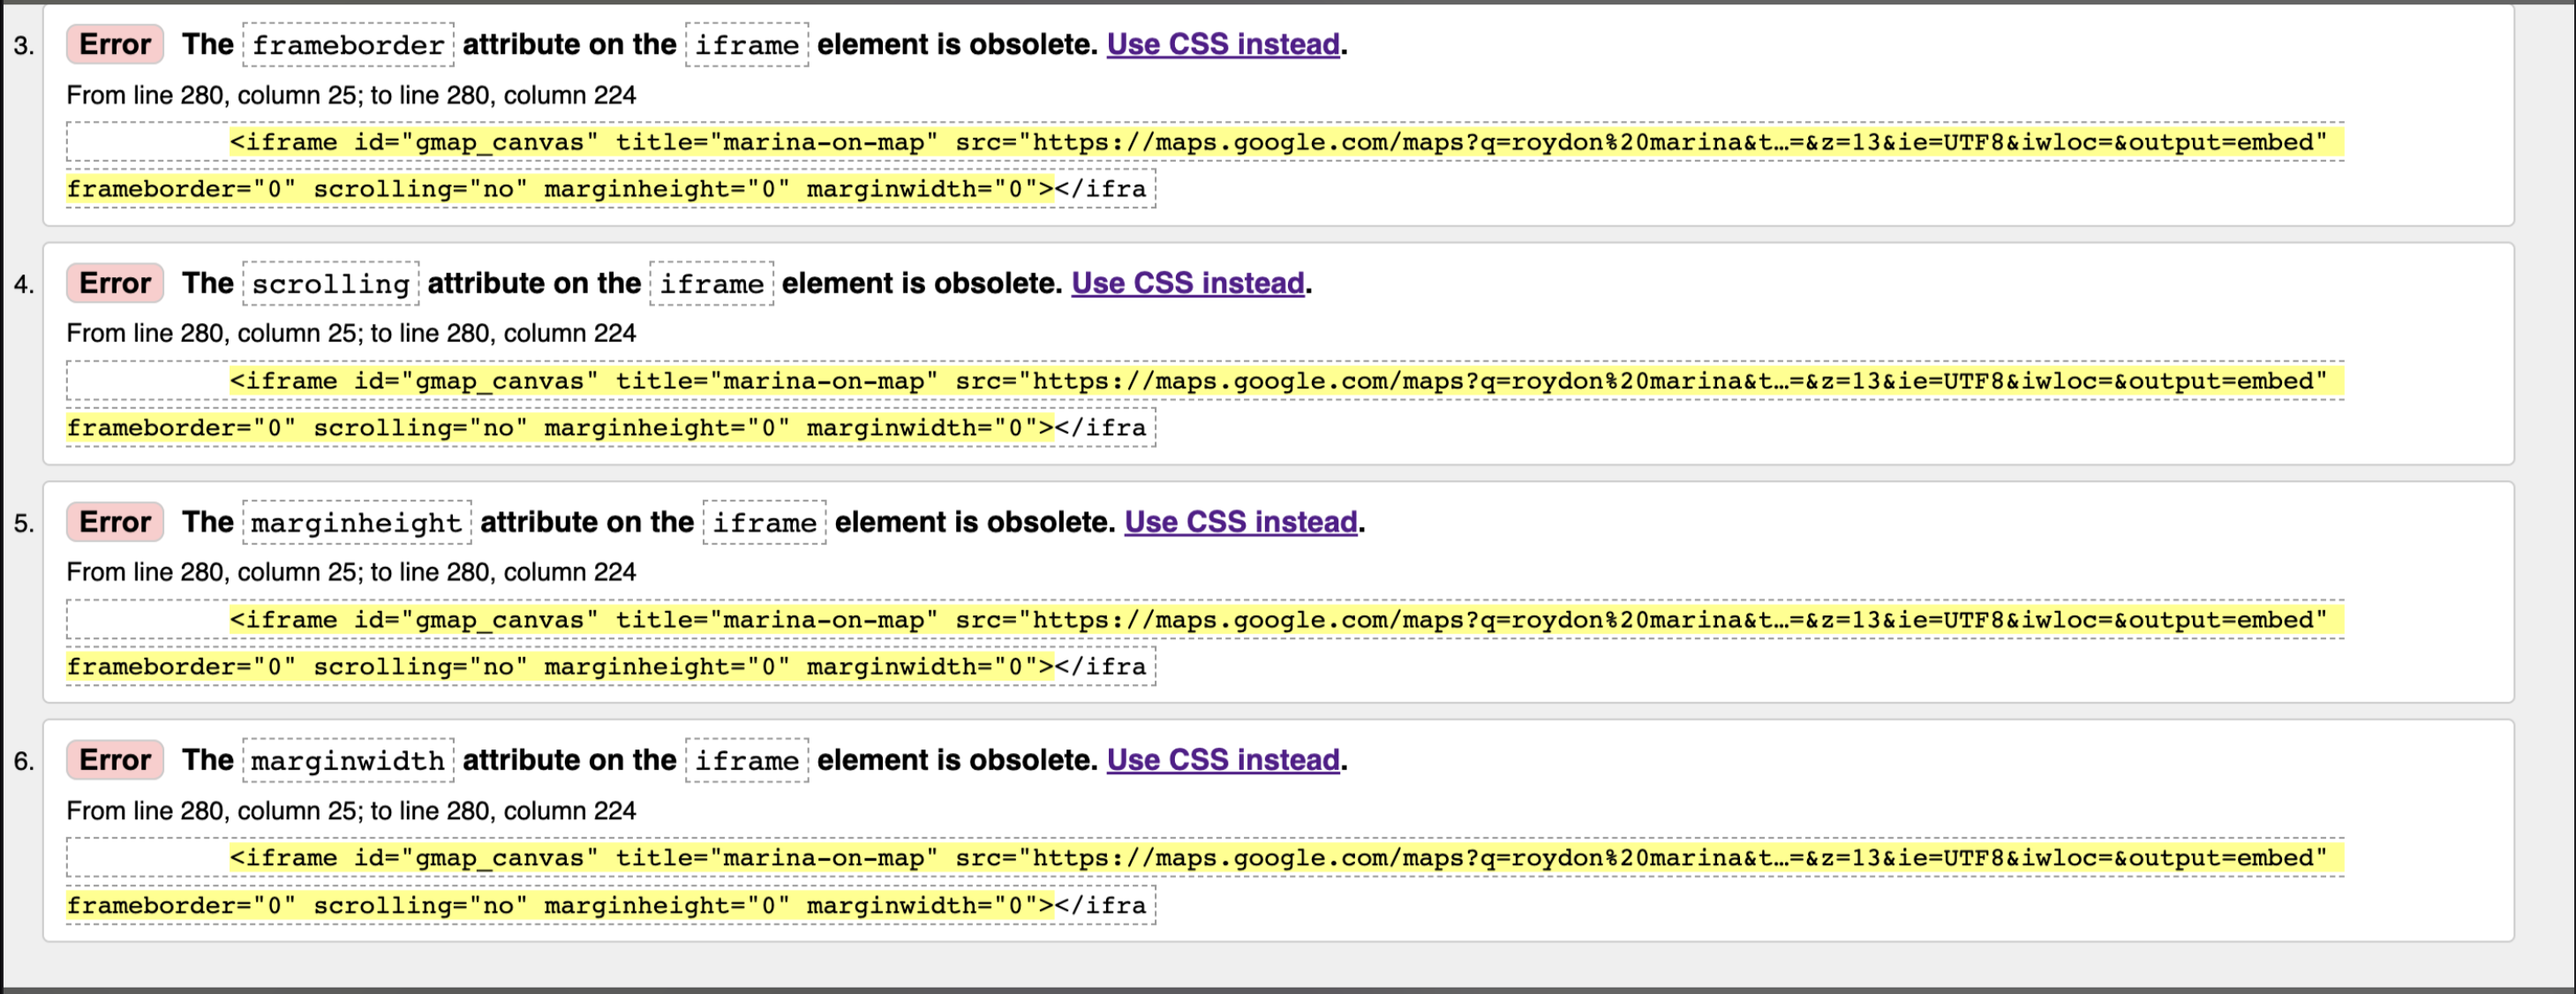 3. Error The frameborder attribute on the iframe element is obsolete. Use CSS instead.
From line 280, column 25; to line 280, column 224
<iframe id="gmap_canvas" title="marina-on-map" src="https://maps.google.com/maps?q=roydon%20marina&t…=&z=13&ie=UTF8&iwloc=&output=embed"
frameborder="0" scrolling="no" marginheight="0" marginwidth="0"></ifra
4. Error The scrolling attribute on the iframe element is obsolete. Use CSS instead.
From line 280, column 25; to line 280, column 224
<iframe id="gmap_canvas" title="marina-on-map" src="https://maps.google.com/maps?q=roydon%20marina&t…=&z=13&ie=UTF8&iwloc=&output=embed"
frameborder="0" scrolling="no" marginheight="0" marginwidth="0"></ifra
5. Error The marginheight attribute on the iframe element is obsolete. Use CSS instead.
From line 280, column 25; to line 280, column 224
<iframe id="gmap_canvas" title="marina-on-map" src="https://maps.google.com/maps?q=roydon%20marina&t…=&z=13&ie=UTF8&iwloc=&output=embed"
frameborder="0" scrolling="no" marginheight="0" marginwidth="0"></ifra
6. Error The marginwidth attribute on the iframe element is obsolete. Use CSS instead.
From line 280, column 25; to line 280, column 224
<iframe id="gmap_canvas" title="marina-on-map" src="https://maps.google.com/maps?q=roydon%20marina&t…=&z=13&ie=UTF8&iwloc=&output=embed"
frameborder="0" scrolling="no" marginheight="0" marginwidth="0"></ifra